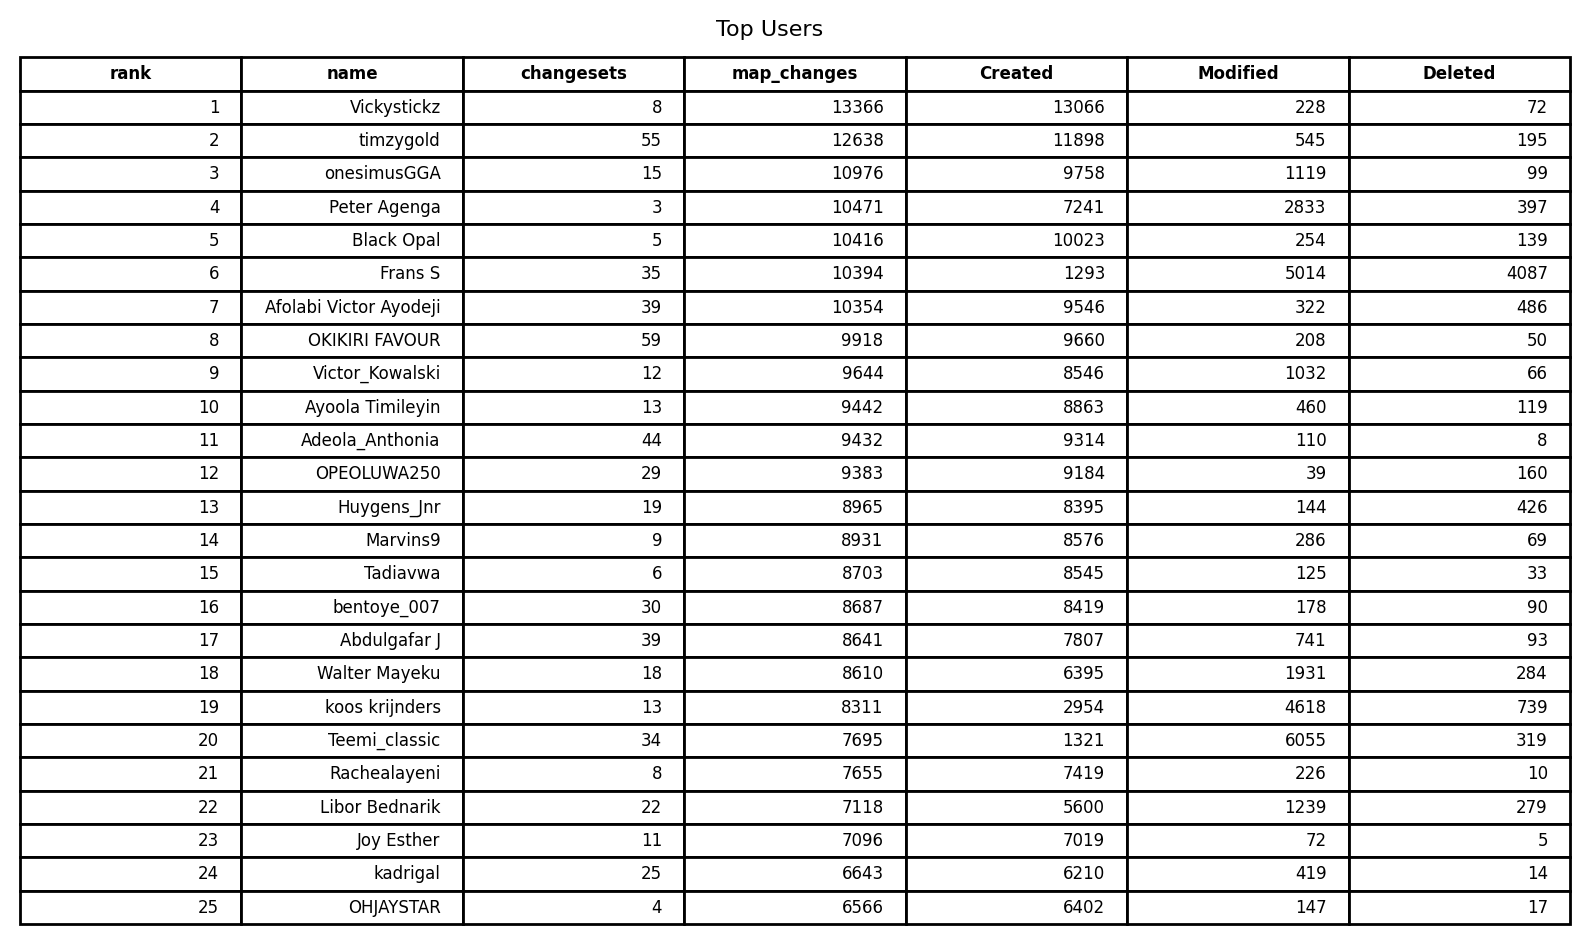 Top Users
rank name changesets map_changes Created Modified Deleted
1 Vickystickz 8 13366 13066 228 72
2 timzygold 55 12638 11898 545 195
3 onesimusGGA 15 10976 9758 1119 99
4 Peter Agenga 3 10471 7241 2833 397
5 Black Opal 5 10416 10023 254 139
6 Frans S 35 10394 1293 5014 4087
7 Afolabi Victor Ayodeji 39 10354 9546 322 486
8 OKIKIRI FAVOUR 59 9918 9660 208 50
9 Victor_Kowalski 12 9644 8546 1032 66
10 Ayoola Timileyin 13 9442 8863 460 119
11 Adeola_Anthonia 44 9432 9314 110 8
12 OPEOLUWA250 29 9383 9184 39 160
13 Huygens_Jnr 19 8965 8395 144 426
14 Marvins9 9 8931 8576 286 69
15 Tadiavwa 6 8703 8545 125 33
16 bentoye_007 30 8687 8419 178 90
17 Abdulgafar J 39 8641 7807 741 93
18 Walter Mayeku 18 8610 6395 1931 284
19 koos krijnders 13 8311 2954 4618 739
20 Teemi_classic 34 7695 1321 6055 319
21 Rachealayeni 8 7655 7419 226 10
22 Libor Bednarik 22 7118 5600 1239 279
23 Joy Esther 11 7096 7019 72 5
24 kadrigal 25 6643 6210 419 14
25 OHJAYSTAR 4 6566 6402 147 17